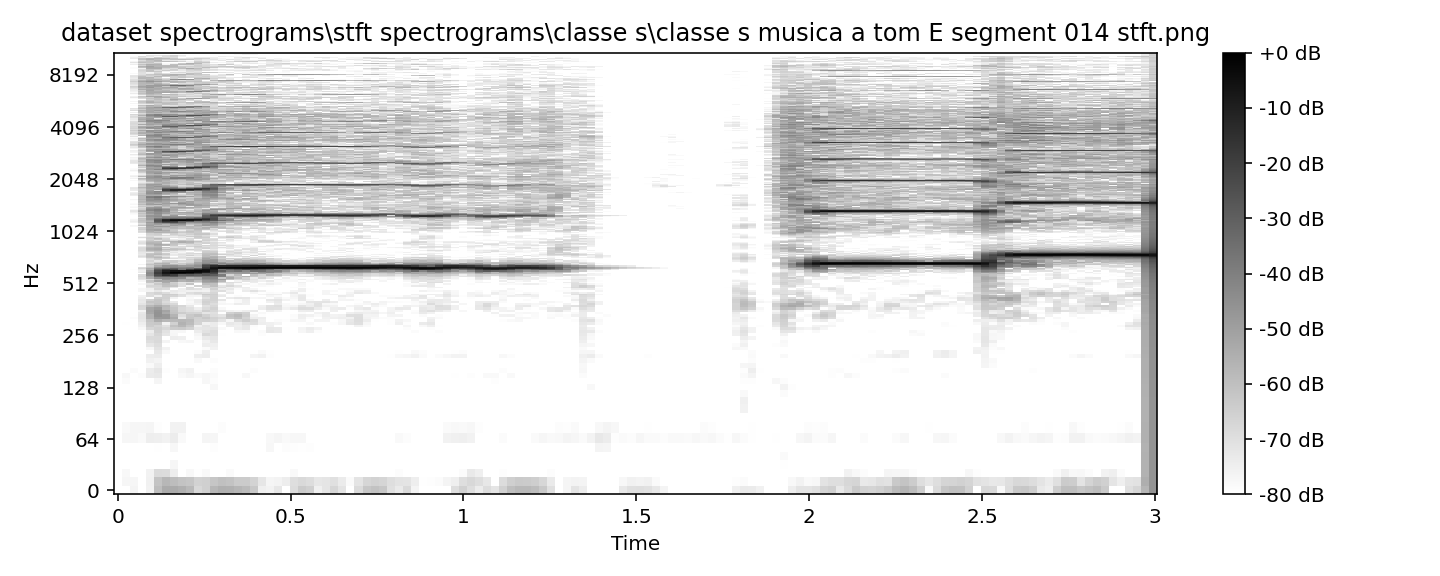 dataset spectrograms\stft spectrograms\classe s\classe s musica a tom E segment 014 stft.png
8192
4096
2048
1024
512
256
128
64
0
Hz
0
0.5
1
1.5
2
2.5
3
Time
+0 dB
-10 dB
-20 dB
-30 dB
-40 dB
-50 dB
-60 dB
-70 dB
-80 dB